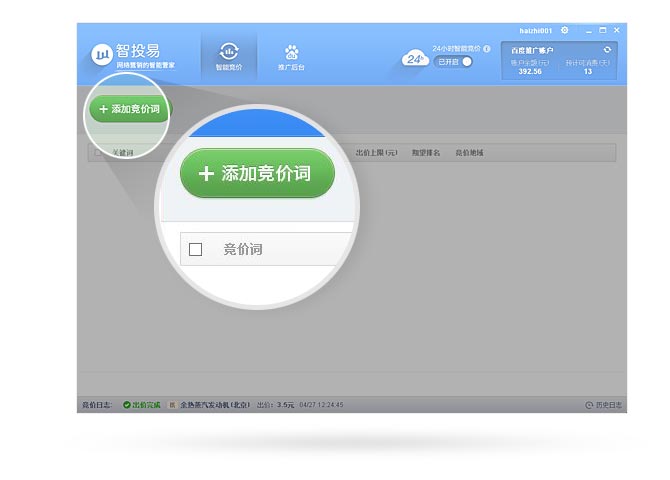 haizhi001
智投易
网络营销的智能管家
智能竞价
推广后台
24h
24小时智能竞价
已开启
百度推广账户
账户余额(元)
预计可消费(天)
392.56
13
+ 添加竞价词
关键词
出价上限(元)
期望排名
竞价地域
+ 添加竞价词
竞价词
竞价日志:
出价完成
余热蒸汽发动机(北京) 出价: 3.5元 04/27 12:24:45
历史日志